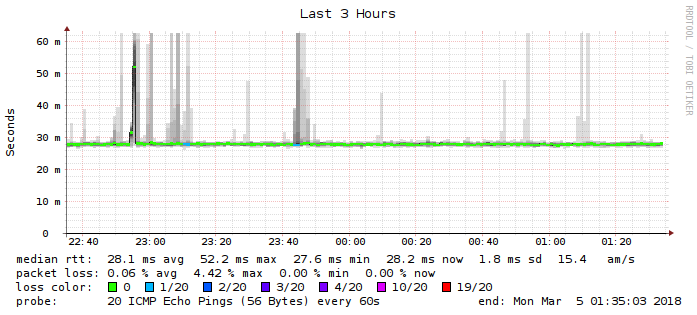 Last 3 Hours
RRDTOOL / TOBI OETIKER
Seconds
60 m
50 m
40 m
30 m
20 m
10 m
0
22:40 23:00 23:20 23:40 00:00 00:20 00:40 01:00 01:20
median rtt: 28.1 ms avg 52.2 ms max 27.6 ms min 28.2 ms now 1.8 ms sd 15.4 am/s
packet loss: 0.06 % avg 4.42 % max 0.00 % min 0.00 % now
loss color: 0 1/20 2/20 3/20 4/20 10/20 19/20
probe: 20 ICMP Echo Pings (56 Bytes) every 60s end: Mon Mar 5 01:35:03 2018